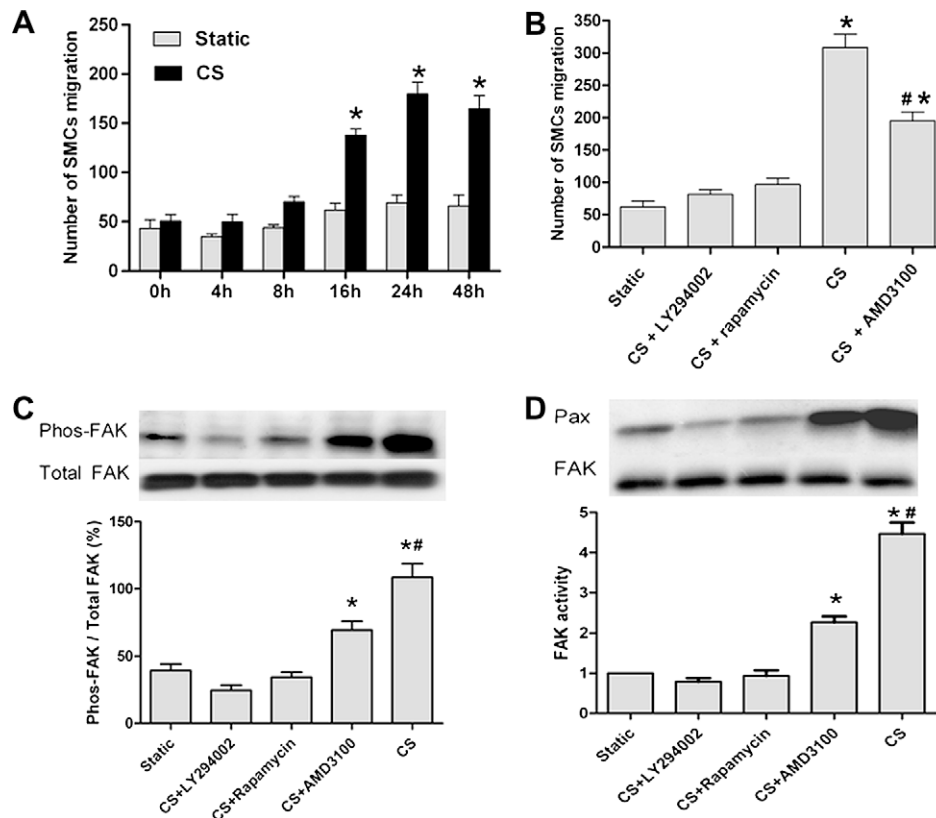 A
Number of SMCs migration
250
200
150
100
50
0
Static
CS
*
*
*
0h 4h 8h 16h 24h 48h
B
Number of SMCs migration
350
300
250
200
150
100
50
0
*
# *
Static
CS + LY294002
CS + rapamycin
CS
CS + AMD3100
C
Phos-FAK
Total FAK
Phos-FAK / Total FAK (%)
150
100
50
0
*
*#
Static
CS+LY294002
CS+Rapamycin
CS+AMD3100
CS
D
Pax
FAK
FAK activity
5
4
3
2
1
0
*
* #
Static
CS+LY294002
CS+Rapamycin
CS+AMD3100
CS